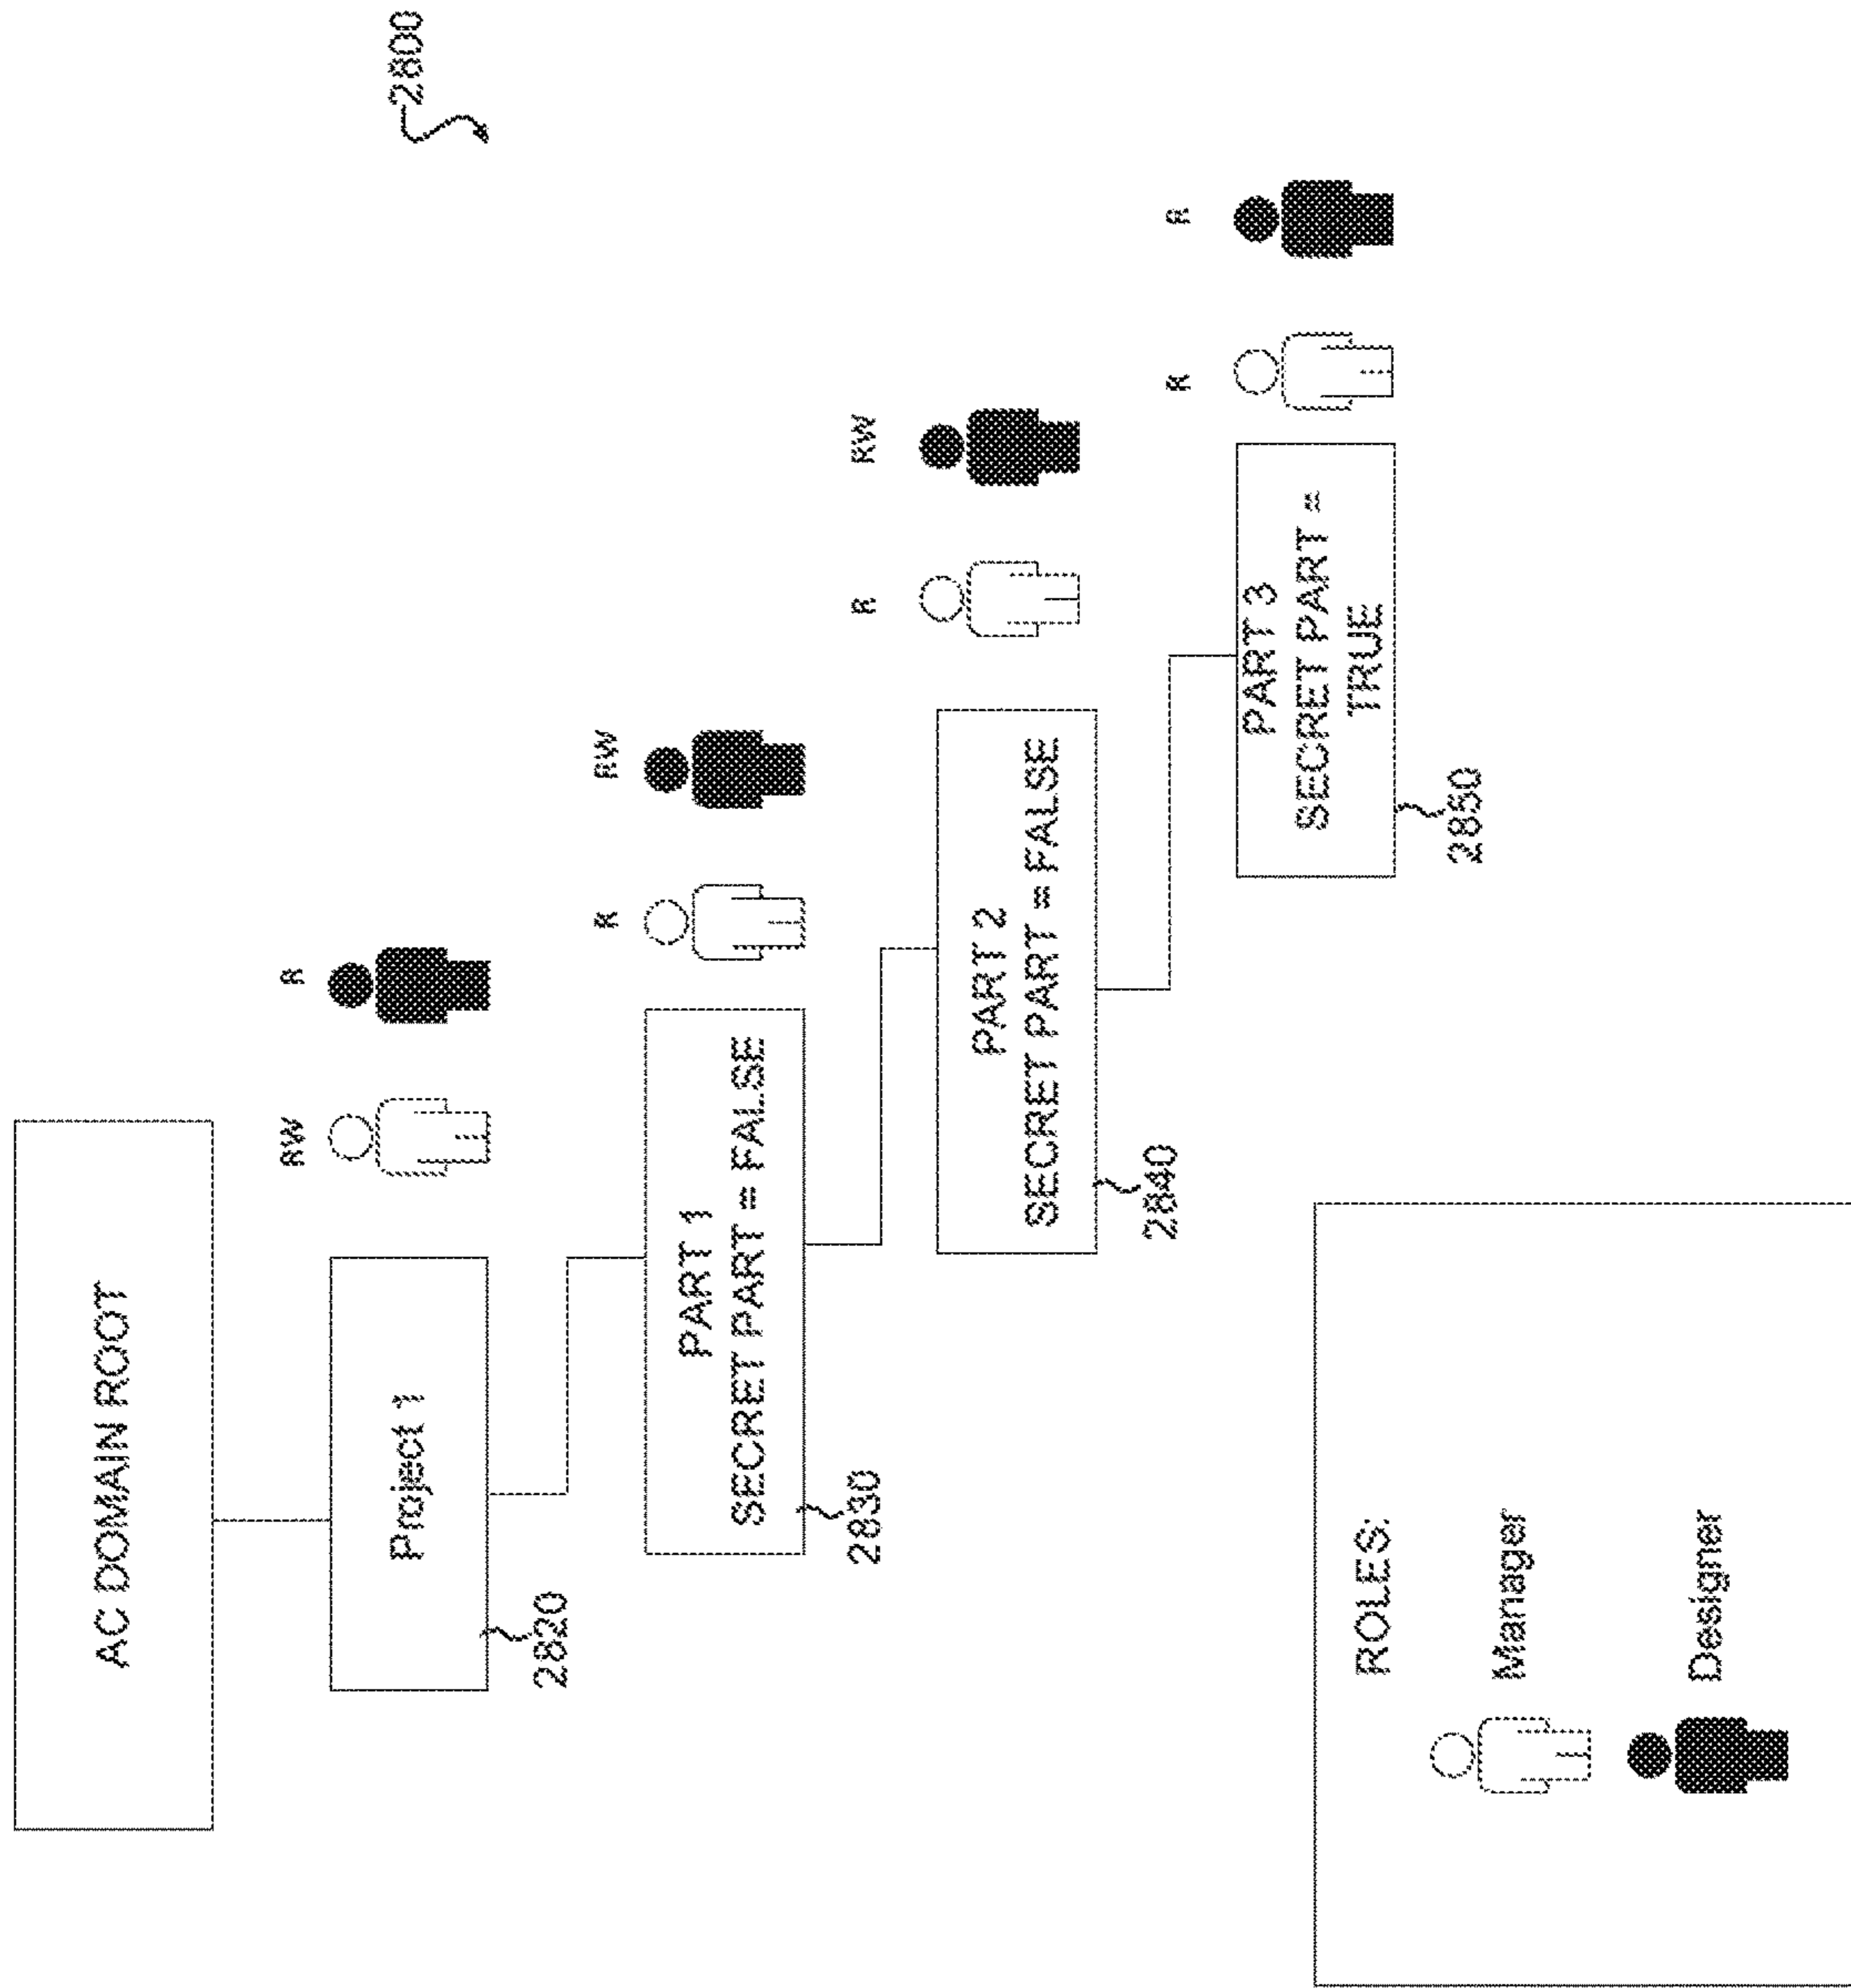 2800
AC DOMAIN ROOT
RW
R
Project 1
2820
R
RW
PART 1
SECRET PART = FALSE
2830
R
RW
PART 2
SECRET PART = FALSE
2840
R
R
PART 3
SECRET PART =
TRUE
2850
ROLES:
Manager
Designer